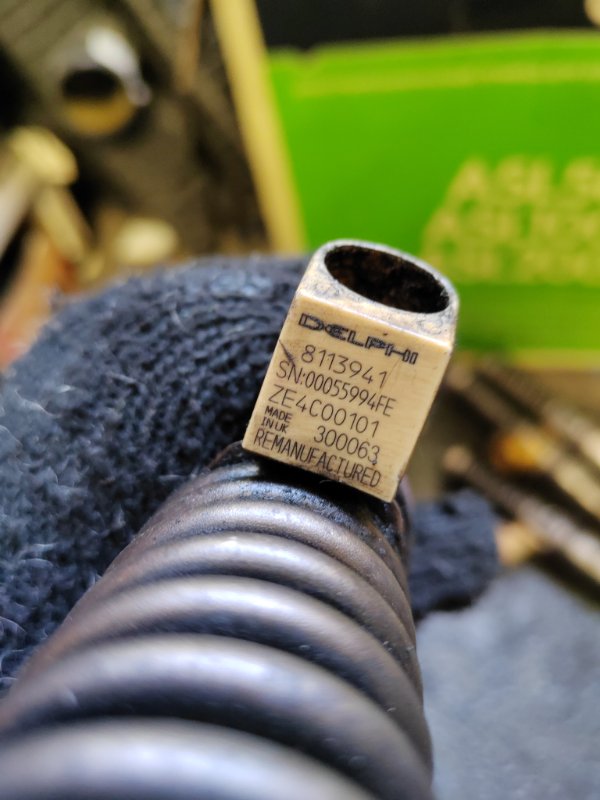 DELPHI
8113941
SN:00055994FE
ZE4C00101
MADE
IN UK
300063
REMANUFACTURED